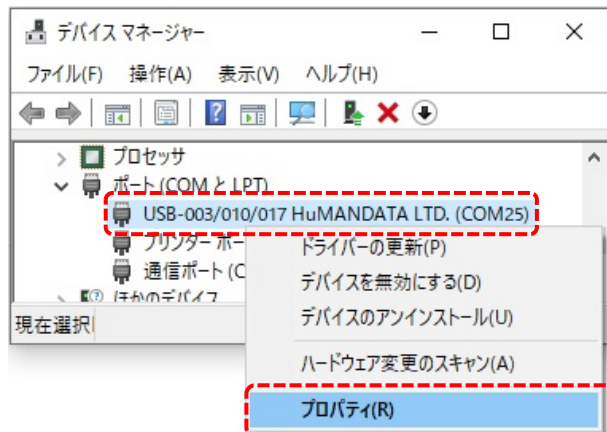 デバイス マネージャー
ファイル(F) 操作(A) 表示(V) ヘルプ(H)
プロセッサ
ポート (COM と LPT)
USB-003/010/017 HuMANDATA LTD. (COM25)
プリンター ポー
ドライバーの更新(P)
通信ポート (C
デバイスを無効にする(D)
ほかのデバイス
デバイスのアンインストール(U)
現在選択
ハードウェア変更のスキャン(A)
プロパティ(R)